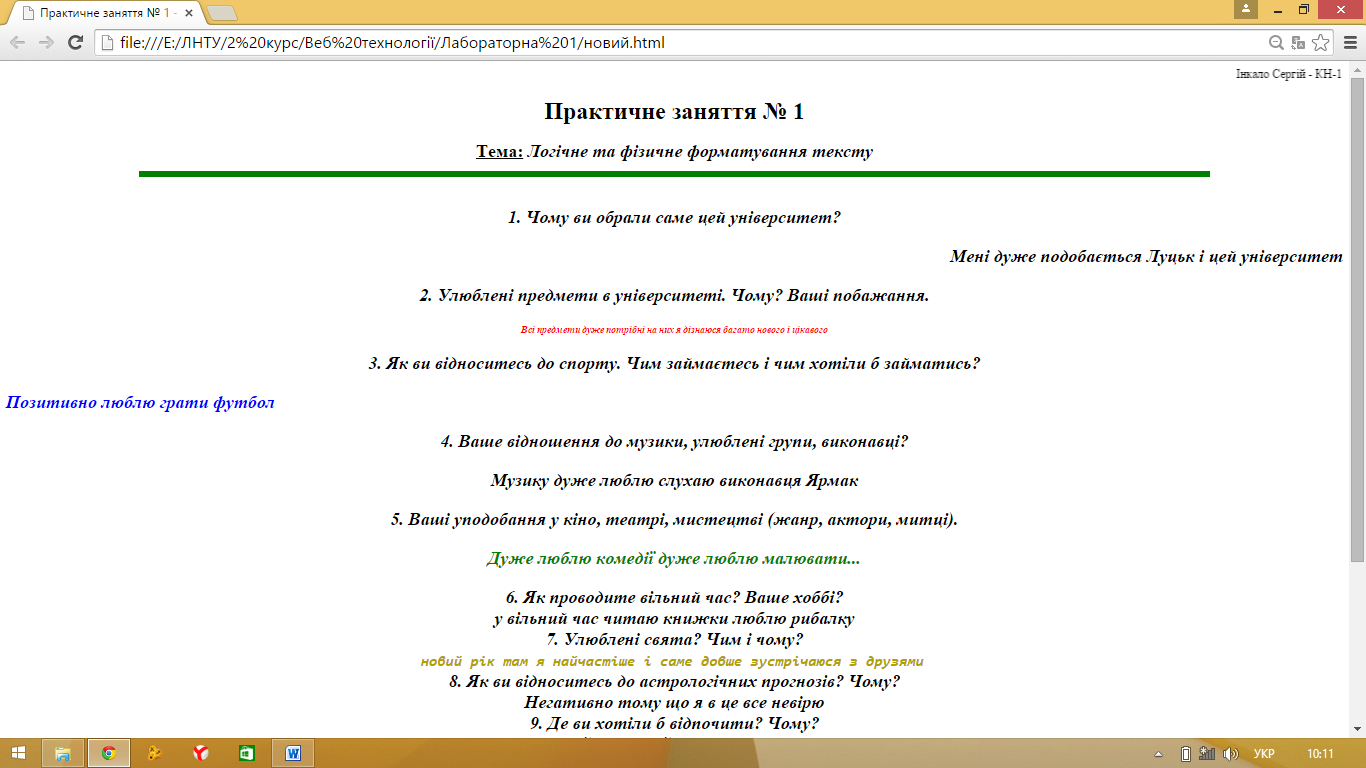 Практичне заняття № 1 -
file:///E:/ЛНТУ/2%20курс/Веб%20технології/Лабораторна%201/новий.html
Інкало Сергій - КН-1
Практичне заняття № 1
Тема: Логічне та фізичне форматування тексту
1. Чому ви обрали саме цей університет?
Мені дуже подобається Луцьк і цей університет
2. Улюблені предмети в університеті. Чому? Ваші побажання.
Всі предмети дуже потрібні на них я дізнаюся багато нового і цікавого
3. Як ви відноситесь до спорту. Чим займаєтесь і чим хотіли б займатись?
Позитивно люблю грати футбол
4. Ваше відношення до музики, улюблені групи, виконавці?
Музику дуже люблю слухаю виконавця Ярмак
5. Ваші уподобання у кіно, театрі, мистецтві (жанр, актори, митці).
Дуже люблю комедії дуже люблю малювати...
6. Як проводите вільний час? Ваше хоббі?
у вільний час читаю книжки люблю рибалку
7. Улюблені свята? Чим і чому?
новий рік там я найчастіше і саме довше зустрічаюся з друзями
8. Як ви відноситесь до астрологічних прогнозів? Чому?
Негативно тому що я в це все невірю
9. Де ви хотіли б відпочити? Чому?
УКР
10:11